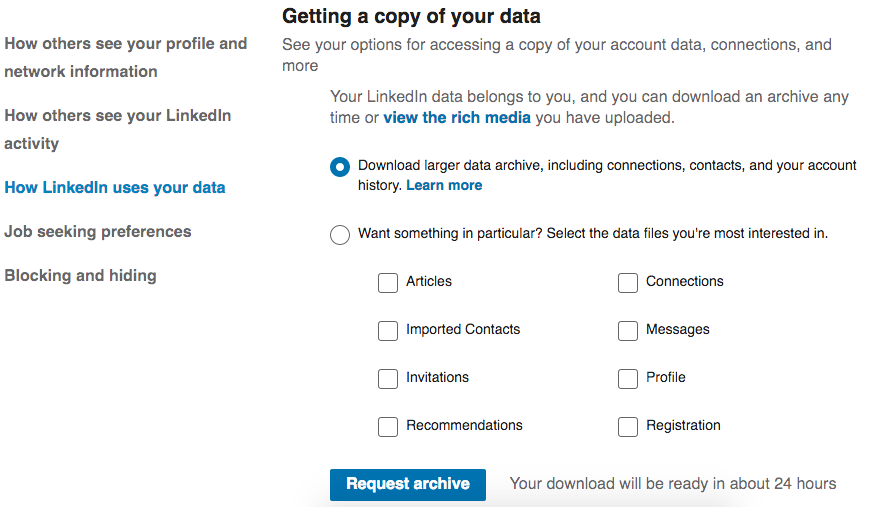 Getting a copy of your data
How others see your profile and
network information
How others see your LinkedIn
activity
How LinkedIn uses your data
Job seeking preferences
Blocking and hiding
See your options for accessing a copy of your account data, connections, and
more
Your LinkedIn data belongs to you, and you can download an archive any
time or view the rich media you have uploaded.
Download larger data archive, including connections, contacts, and your account
history. Learn more
Want something in particular? Select the data files you're most interested in.
Articles
Connections
Imported Contacts
Messages
Invitations
Profile
Recommendations
Registration
Request archive
Your download will be ready in about 24 hours